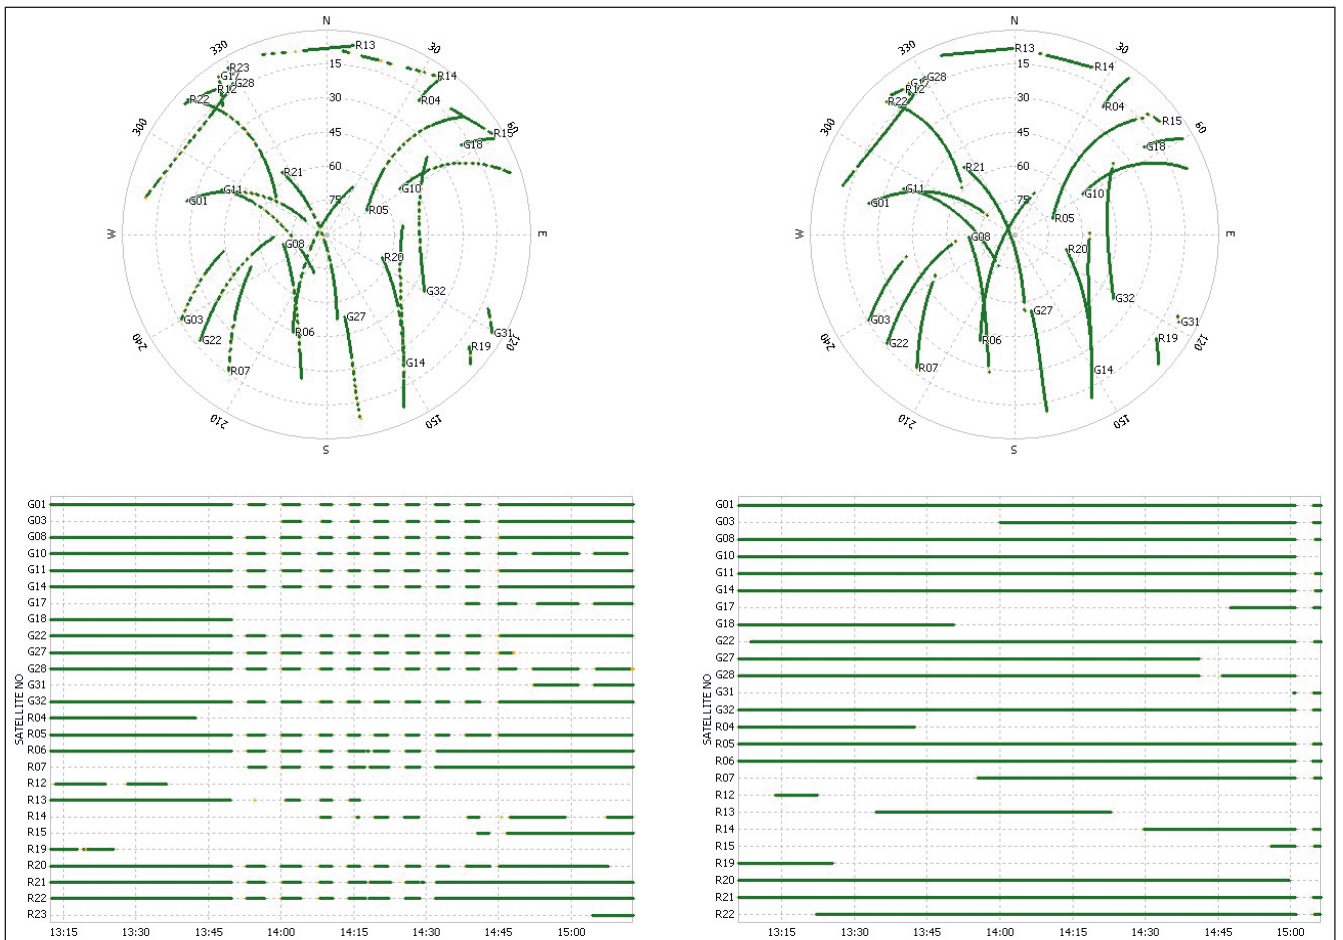 N
R13
330
30
R23
15
G17
G28
R14
R12
R22
30
R04
300
45
60
R15
G18
60
R21
G11
75
G10
G01
R05
W
G08
E
R20
G32
G03
G27
R06
G31
G22
120
R19
240
G14
R07
210
150
S
N
R13
330
30
15
R14
G28
G17
R12
R22
30
R04
300
45
R15
60
G18
60
R21
G11
75
G10
G01
R05
W
G08
E
R20
G32
G27
G03
G31
R06
R19
G22
120
240
R07
G14
210
150
S
SATELLITE NO
G01
G03
G08
G10
G11
G14
G17
G18
G22
G27
G28
G31
G32
R04
R05
R06
R07
R12
R13
R14
R15
R19
R20
R21
R22
R23
13:15 13:30 13:45 14:00 14:15 14:30 14:45 15:00
SATELLITE NO
G01
G03
G08
G10
G11
G14
G17
G18
G22
G27
G28
G31
G32
R04
R05
R06
R07
R12
R13
R14
R15
R19
R20
R21
R22
13:15 13:30 13:45 14:00 14:15 14:30 14:45 15:00